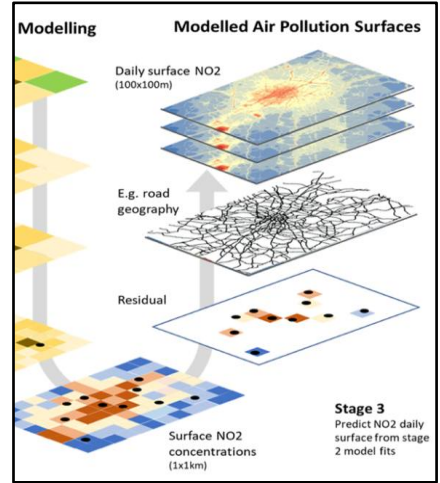 Modelling
Modelled Air Pollution Surfaces
Daily surface NO2
(100x100m)
E.g. road
geography
Residual
Surface NO2
concentrations
(1x1km)
Stage 3
Predict NO2 daily
surface from stage
2 model fits